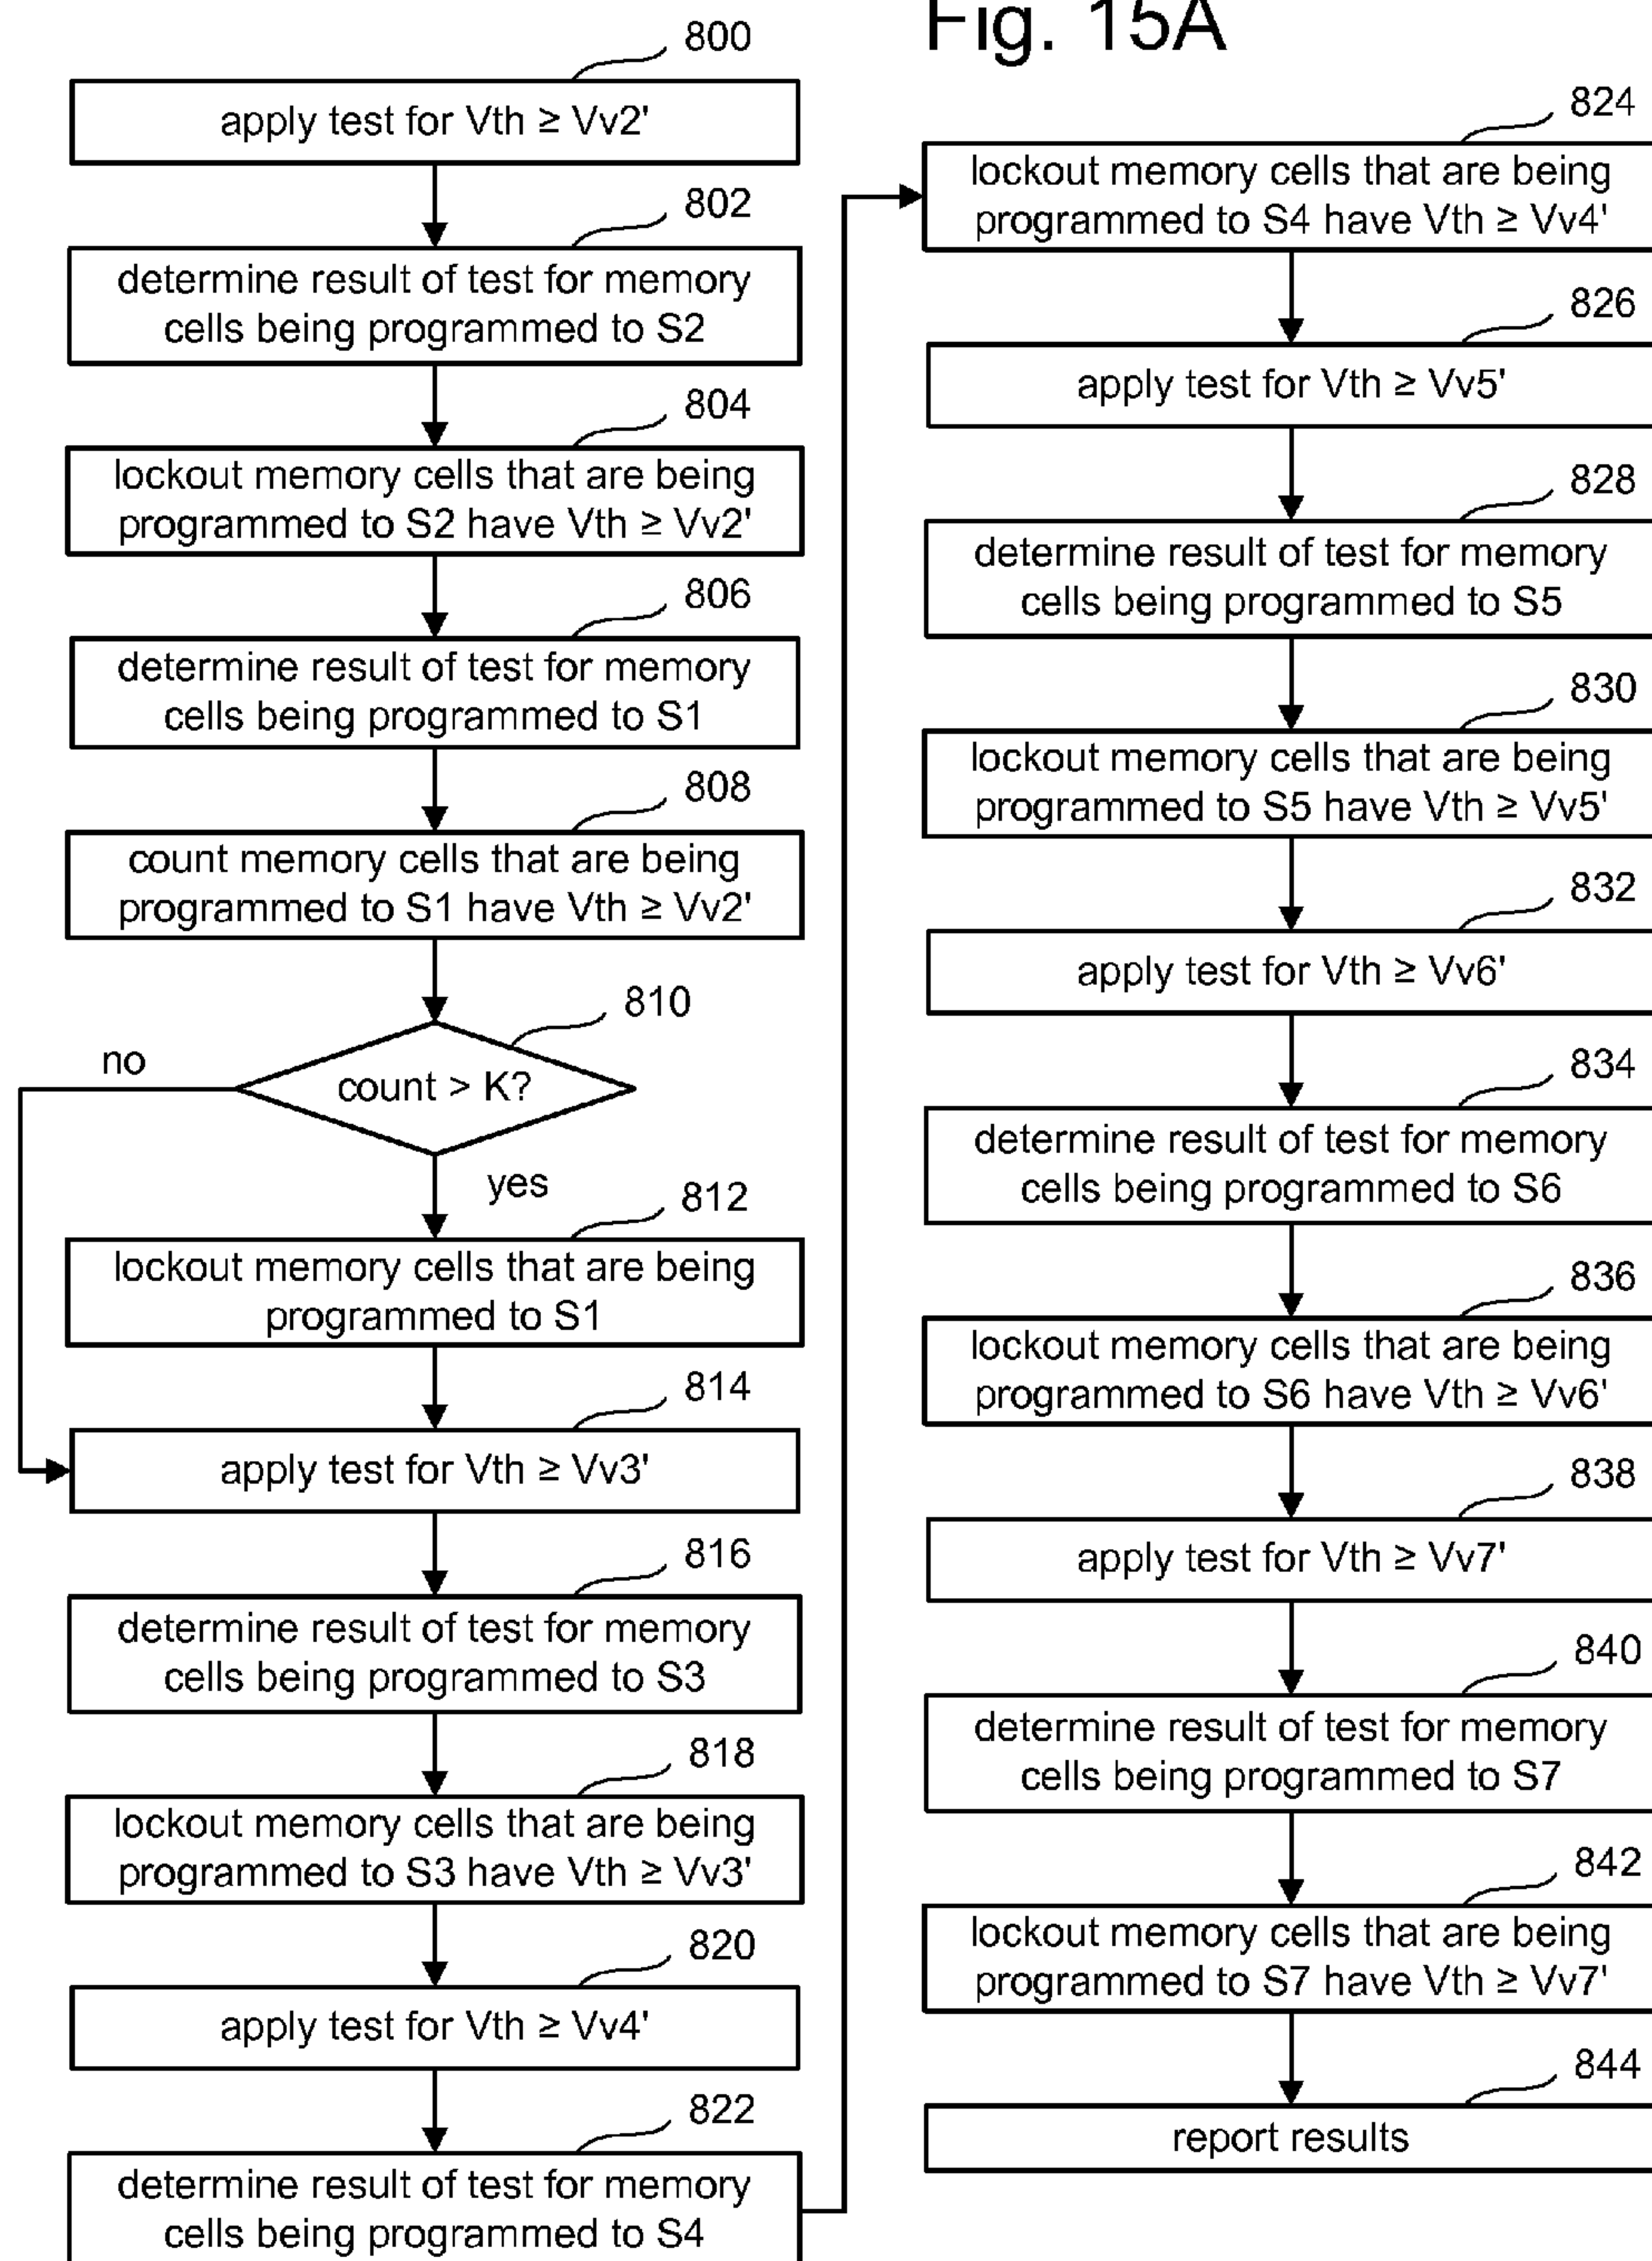 Fig. 15A
800
apply test for Vth ≥ Vv2'
802
determine result of test for memory
cells being programmed to S2
804
lockout memory cells that are being
programmed to S2 have Vth ≥ Vv2'
806
determine result of test for memory
cells being programmed to S1
808
count memory cells that are being
programmed to S1 have Vth ≥ Vv2'
810
no
count > K?
yes
812
lockout memory cells that are being
programmed to S1
814
apply test for Vth ≥ Vv3'
816
determine result of test for memory
cells being programmed to S3
818
lockout memory cells that are being
programmed to S3 have Vth ≥ Vv3'
820
apply test for Vth ≥ Vv4'
822
determine result of test for memory
cells being programmed to S4
824
lockout memory cells that are being
programmed to S4 have Vth ≥ Vv4'
826
apply test for Vth ≥ Vv5'
828
determine result of test for memory
cells being programmed to S5
830
lockout memory cells that are being
programmed to S5 have Vth ≥ Vv5'
832
apply test for Vth ≥ Vv6'
834
determine result of test for memory
cells being programmed to S6
836
lockout memory cells that are being
programmed to S6 have Vth ≥ Vv6'
838
apply test for Vth ≥ Vv7'
840
determine result of test for memory
cells being programmed to S7
842
lockout memory cells that are being
programmed to S7 have Vth ≥ Vv7'
844
report results